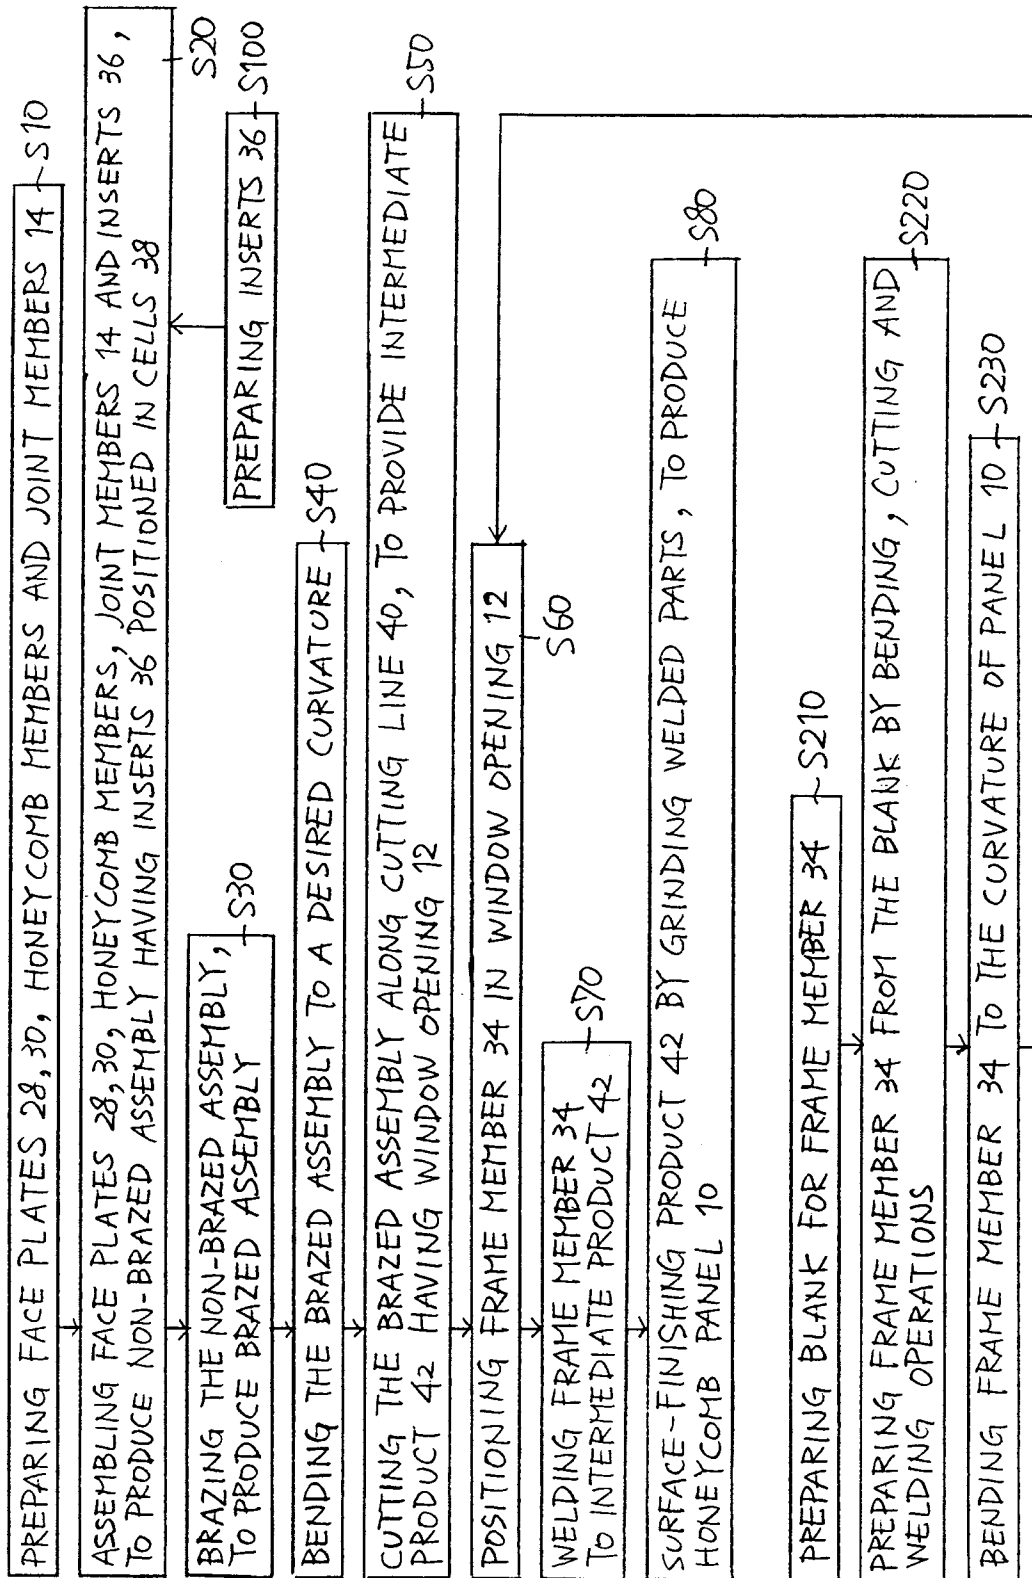 PREPARING FACE PLATES 28,30, HONEYCOMB MEMBERS AND JOINT MEMBERS 14
S10
ASSEMBLING FACE PLATES 28,30, HONEYCOMB MEMBERS, JOINT MEMBERS 14 AND INSERTS 36,
TO PRODUCE NON-BRAZED ASSEMBLY HAVING INSERTS 36 POSITIONED IN CELLS 38
S20
PREPARING INSERTS 36
S100
BRAZING THE NON-BRAZED ASSEMBLY,
TO PRODUCE BRAZED ASSEMBLY
S30
BENDING THE BRAZED ASSEMBLY TO A DESIRED CURVATURE
S40
CUTTING THE BRAZED ASSEMBLY ALONG CUTTING LINE 40, TO PROVIDE INTERMEDIATE
PRODUCT 42 HAVING WINDOW OPENING 12
S50
POSITIONING FRAME MEMBER 34 IN WINDOW OPENING 12
S60
WELDING FRAME MEMBER 34
TO INTERMEDIATE PRODUCT 42
S70
SURFACE-FINISHING PRODUCT 42 BY GRINDING WELDED PARTS, TO PRODUCE
HONEYCOMB PANEL 10
S80
PREPARING BLANK FOR FRAME MEMBER 34
S210
PREPARING FRAME MEMBER 34 FROM THE BLANK BY BENDING, CUTTING AND
WELDING OPERATIONS
S220
BENDING FRAME MEMBER 34 TO THE CURVATURE OF PANEL 10
S230